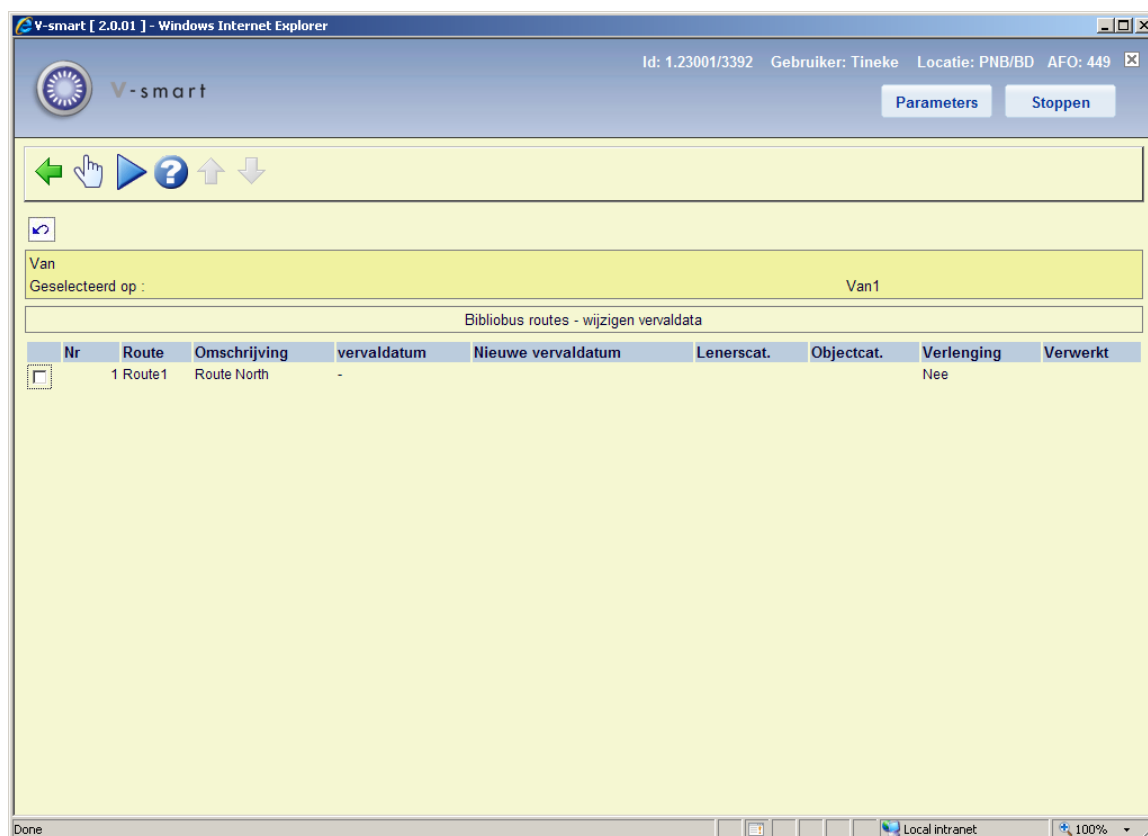 V-smart [ 2.0.01 ] - Windows Internet Explorer
Id: 1.23001/3392 Gebruiker: Tineke Locatie: PNB/BD AFO: 449
V-smart
Parameters Stoppen
Van
Geselecteerd op : Van1
Bibliobus routes - wijzigen vervaldata
Nr Route Omschrijving vervaldatum Nieuwe vervaldatum Lenerscat. Objectcat. Verlenging Verwerkt
1 Route1 Route North - Nee
Done Local intranet 100%